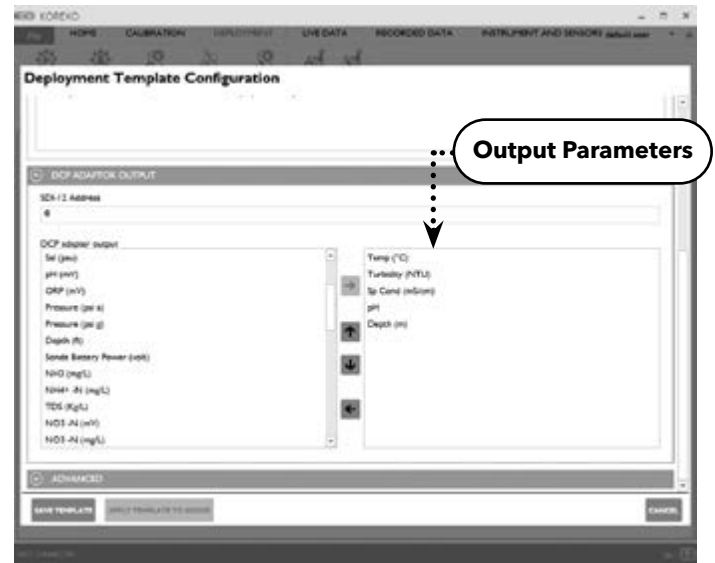 KOREXO
HOME CALIBRATION DEPLOYMENT LIVE DATA RECORDED DATA INSTRUMENT AND SENSORS default user
Deployment Template Configuration
Output Parameters
DCP ADAPTOR OUTPUT
SDI-12 Address
DCP adapter output
Sal (psu)
pH (mV)
ORP (mV)
Pressure (psi a)
Pressure (psi g)
Depth (ft)
Sonde Battery Power (volt)
NH3 (mg/L)
NH4+ -N (mg/L)
TDS (Kg/L)
NO3 -N (mV)
NO3 -N (mg/L)
Temp (°C)
Turbidity (NTU)
Sp Cond (mS/cm)
pH
Depth (m)
ADVANCED
SAVE TEMPLATE APPLY TEMPLATE TO SONDE CANCEL